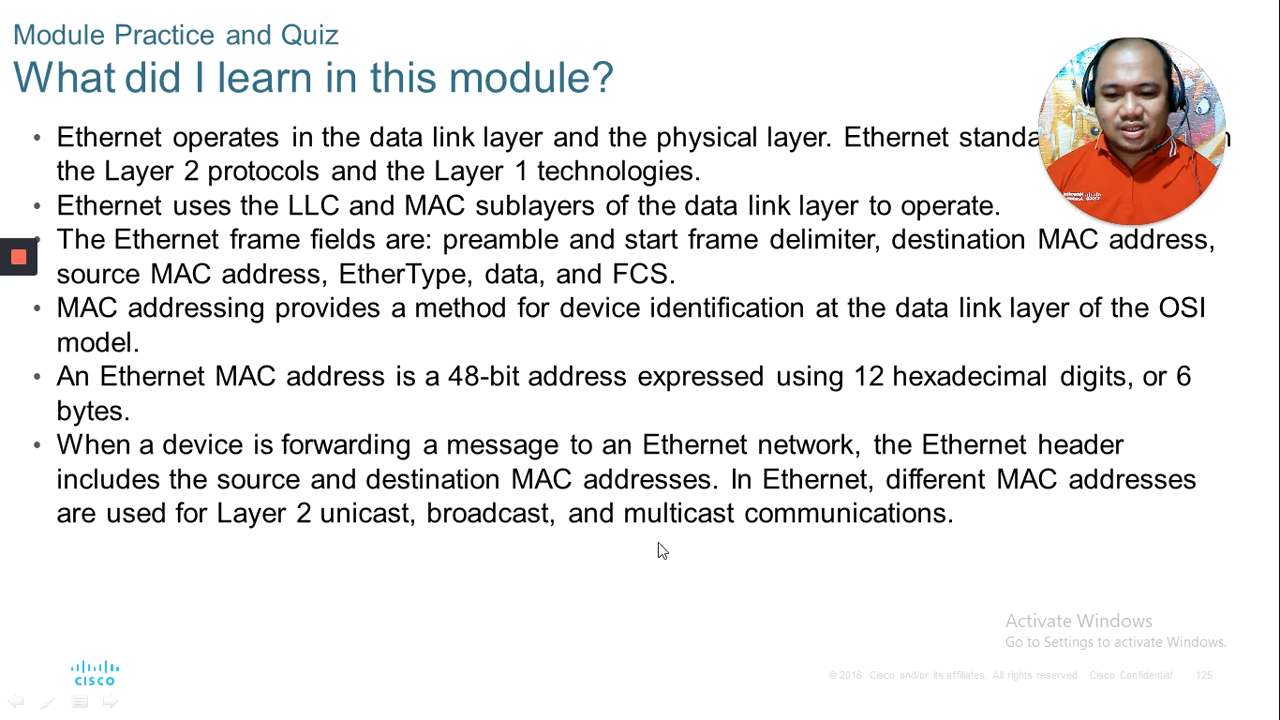 Module Practice and Quiz
What did I learn in this module?
• Ethernet operates in the data link layer and the physical layer. Ethernet
the Layer 2 protocols and the Layer 1 technologies.
• Ethernet uses the LLC and MAC sublayers of the data link layer to operate.
• The Ethernet frame fields are: preamble and start frame delimiter, destination MAC address,
source MAC address, EtherType, data, and FCS.
• MAC addressing provides a method for device identification at the data link layer of the OSI
model.
• An Ethernet MAC address is a 48-bit address expressed using 12 hexadecimal digits, or 6
bytes.
• When a device is forwarding a message to an Ethernet network, the Ethernet header
includes the source and destination MAC addresses. In Ethernet, different MAC addresses
are used for Layer 2 unicast, broadcast, and multicast communications.
Activate Windows
Go to Settings to activate Windows.
CISCO
© 2016 Cisco and/or its affiliates. All rights reserved. Cisco Confidential 125